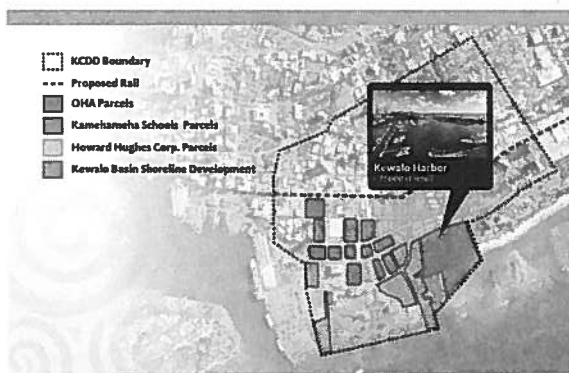 KCDD Boundary
Proposed Rail
OHA Parcels
Kamehameha Schools Parcels
Howard Hughes Corp. Parcels
Kewalo Basin Shoreline Development
Kewalo Harbor